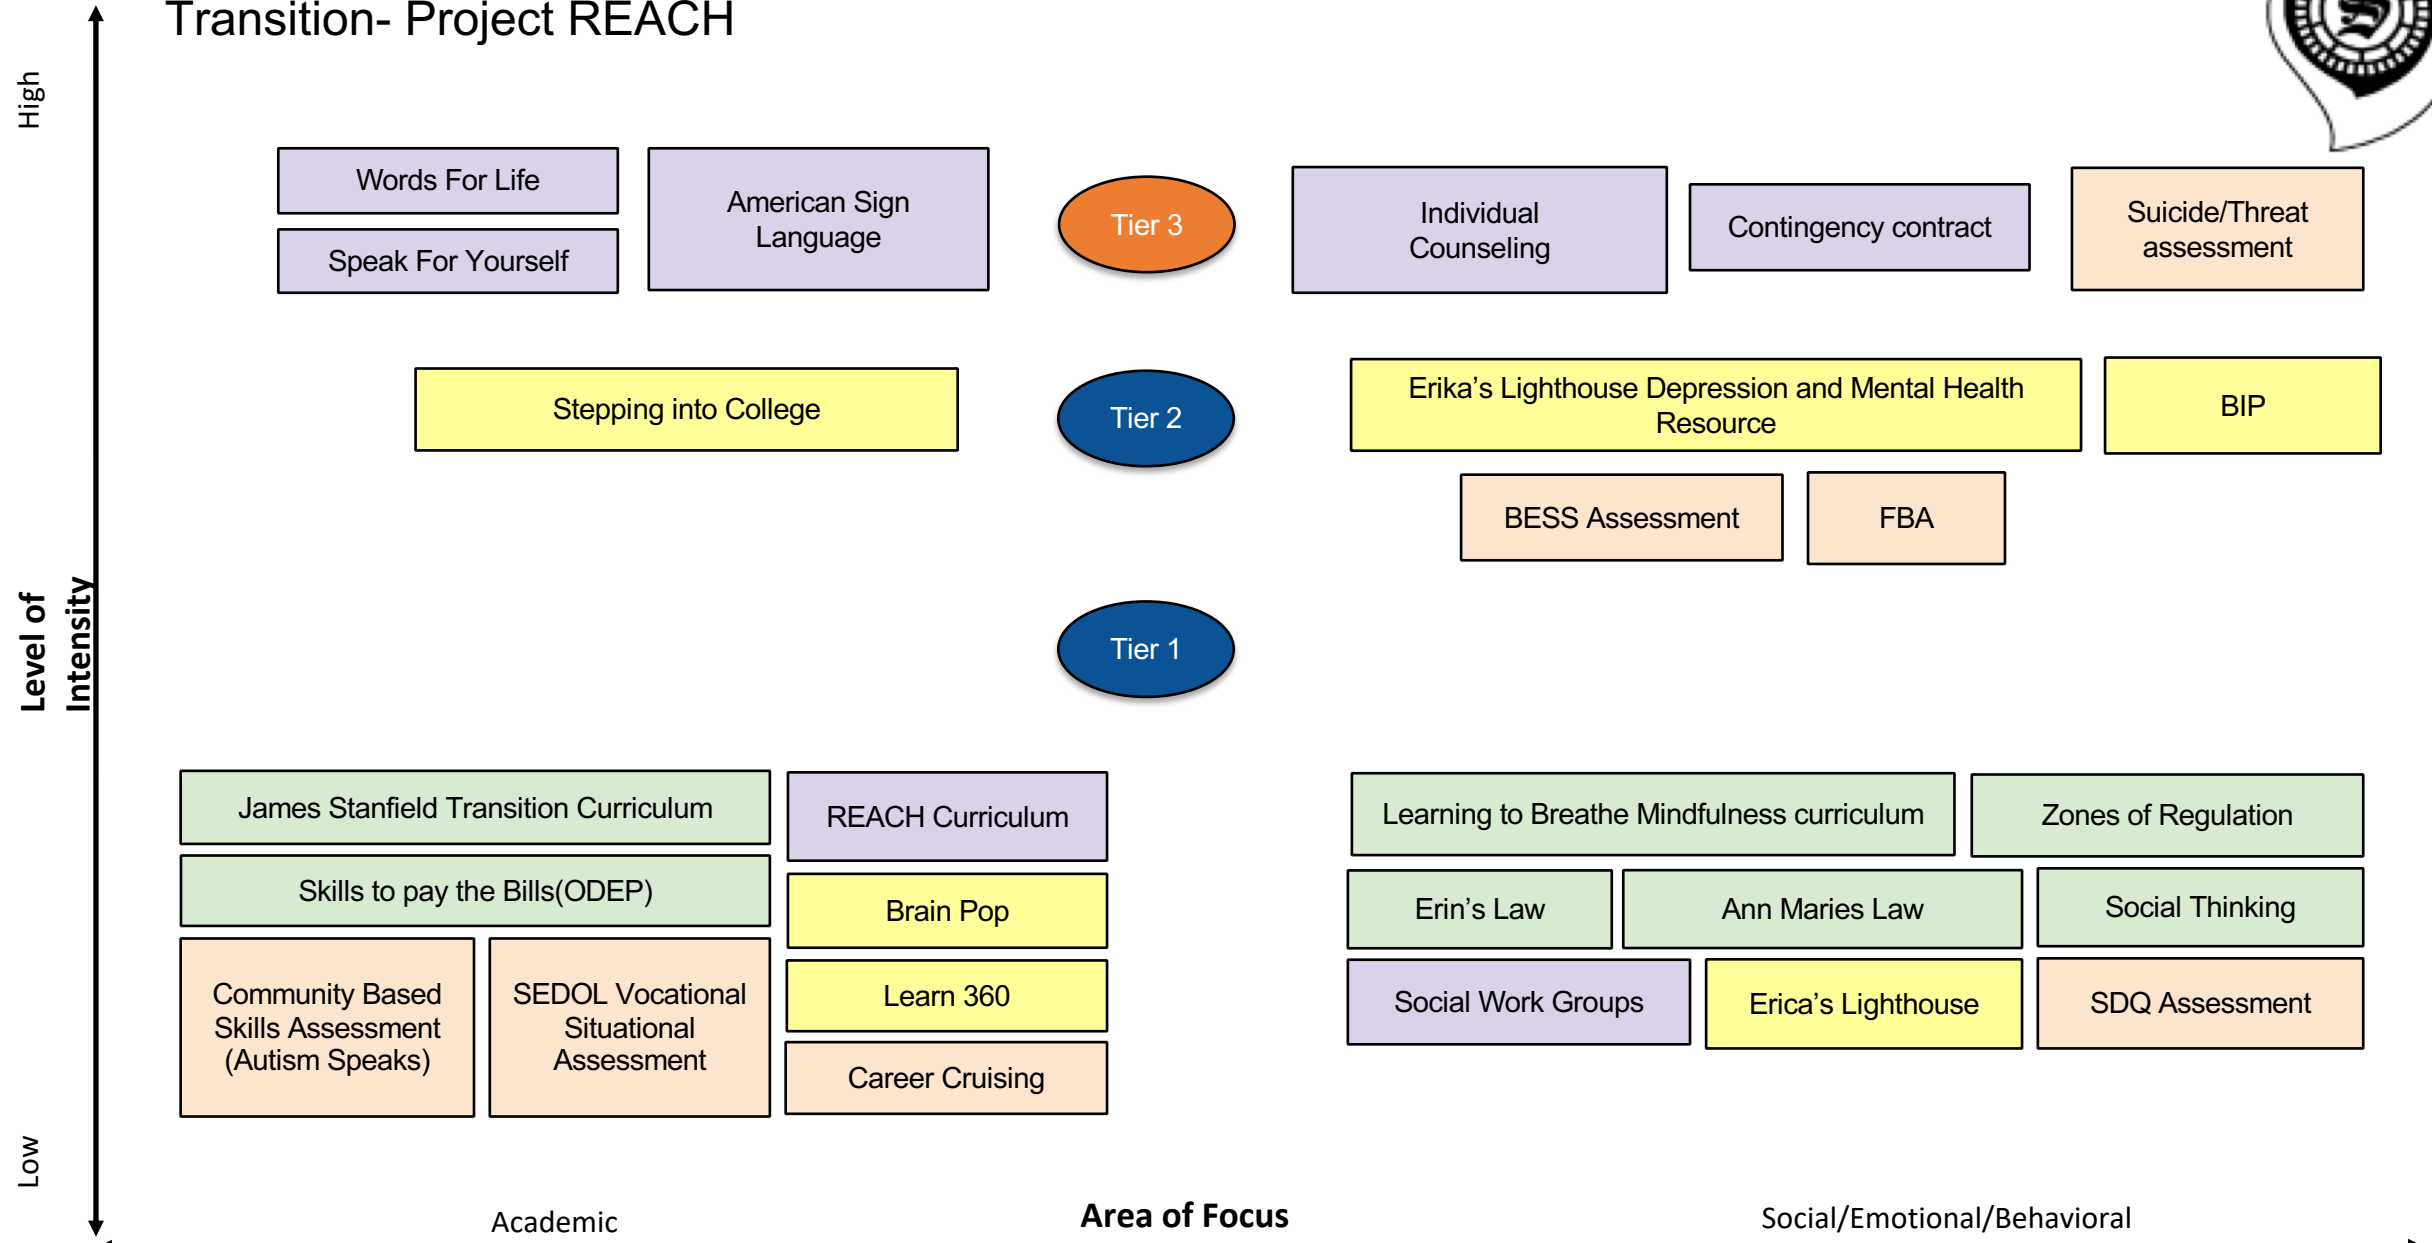 Transition- Project REACH
High
Words For Life
Speak For Yourself
American Sign
Language
Tier 3
Individual
Counseling
Contingency contract
Suicide/Threat
assessment
Stepping into College
Tier 2
Erika’s Lighthouse Depression and Mental Health
Resource
BIP
BESS Assessment
FBA
Level of
Intensity
Tier 1
James Stanfield Transition Curriculum
REACH Curriculum
Learning to Breathe Mindfulness curriculum
Zones of Regulation
Skills to pay the Bills(ODEP)
Brain Pop
Erin’s Law
Ann Maries Law
Social Thinking
Community Based
Skills Assessment
(Autism Speaks)
SEDOL Vocational
Situational
Assessment
Learn 360
Career Cruising
Social Work Groups
Erica’s Lighthouse
SDQ Assessment
Low
Academic
Area of Focus
Social/Emotional/Behavioral
S